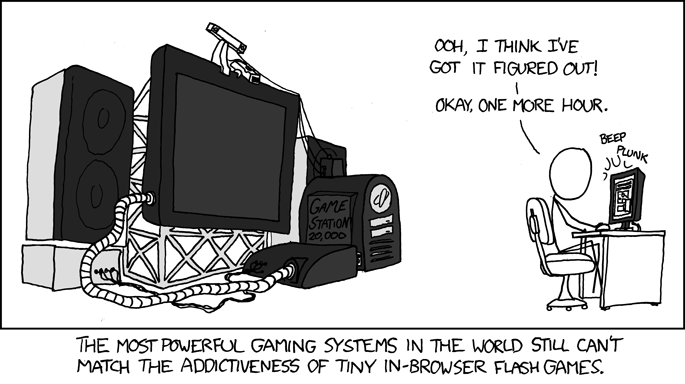 OOH, I THINK I'VE
GOT IT FIGURED OUT!
OKAY, ONE MORE HOUR.
BEEP
PLUNK
GAME
STATION
20,000
THE MOST POWERFUL GAMING SYSTEMS IN THE WORLD STILL CAN'T
MATCH THE ADDICTIVENESS OF TINY IN-BROWSER FLASH GAMES.